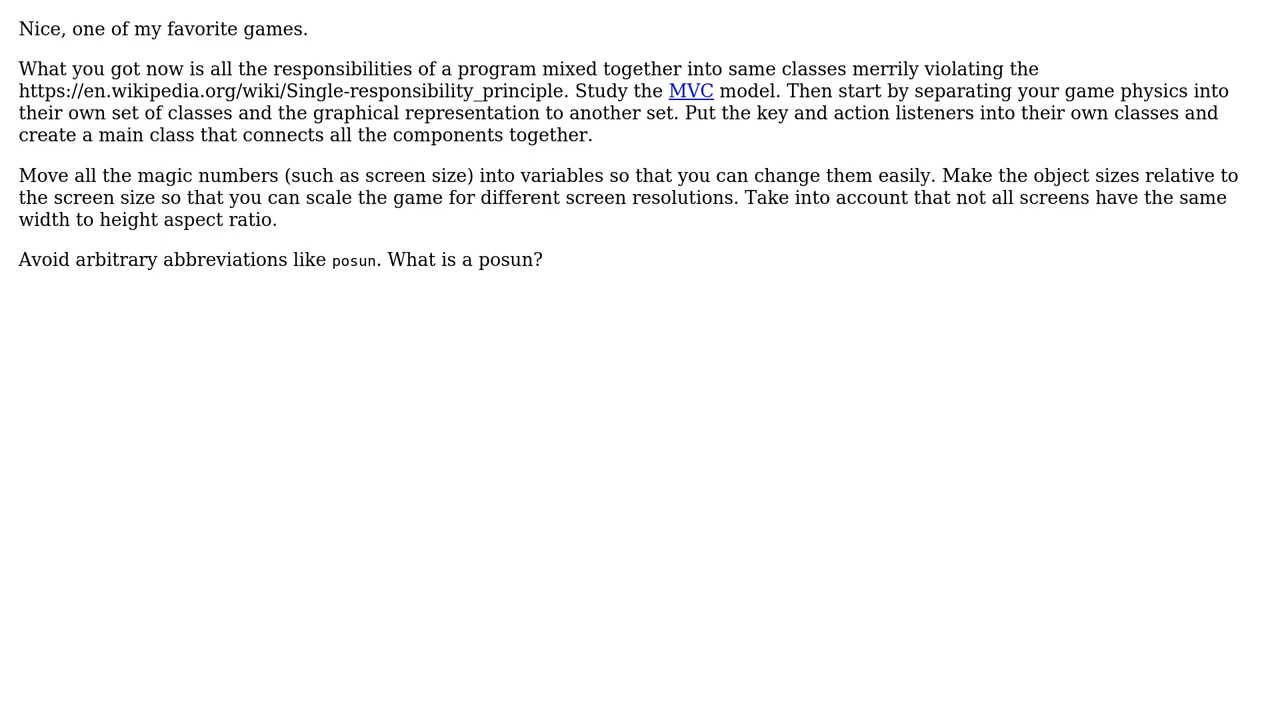 Nice, one of my favorite games.
What you got now is all the responsibilities of a program mixed together into same classes merrily violating the
https://en.wikipedia.org/wiki/Single-responsibility_principle. Study the MVC model. Then start by separating your game physics into
their own set of classes and the graphical representation to another set. Put the key and action listeners into their own classes and
create a main class that connects all the components together.
Move all the magic numbers (such as screen size) into variables so that you can change them easily. Make the object sizes relative to
the screen size so that you can scale the game for different screen resolutions. Take into account that not all screens have the same
width to height aspect ratio.
Avoid arbitrary abbreviations like posun. What is a posun?